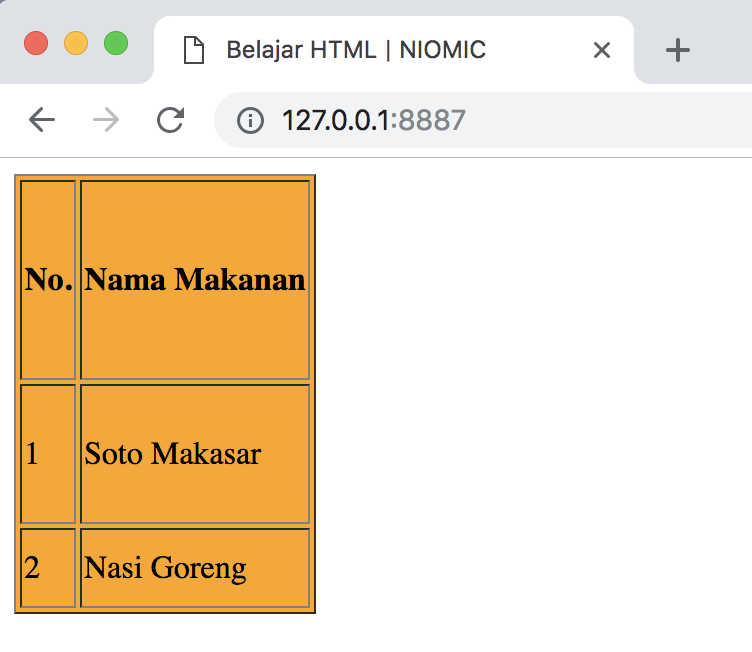 Belajar HTML | NIOMIC
127.0.0.1:8887
No. Nama Makanan
1 Soto Makasar
2 Nasi Goreng